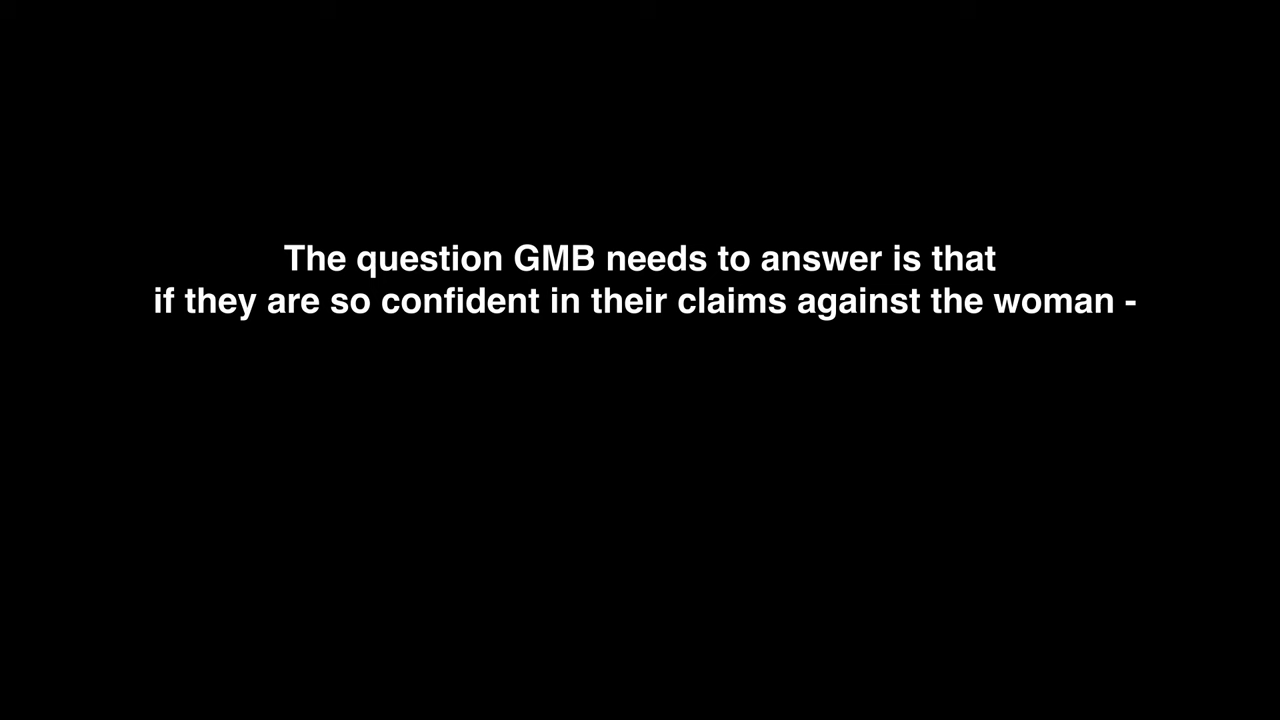 The question GMB needs to answer is that
if they are so confident in their claims against the woman -